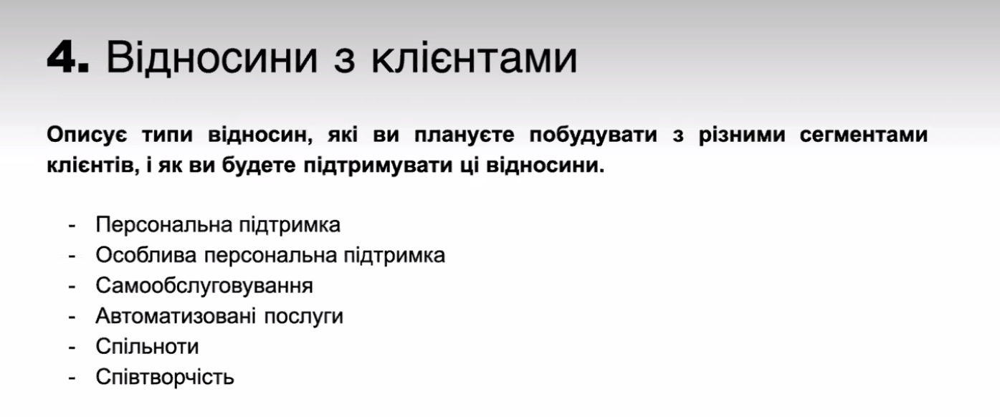 4. Відносини з клієнтами
Описує типи відносин, які ви плануєте побудувати з різними сегментами
клієнтів, і як ви будете підтримувати ці відносини.
- Персональна підтримка
- Особлива персональна підтримка
- Самообслуговування
- Автоматизовані послуги
- Спільноти
- Співтворчість